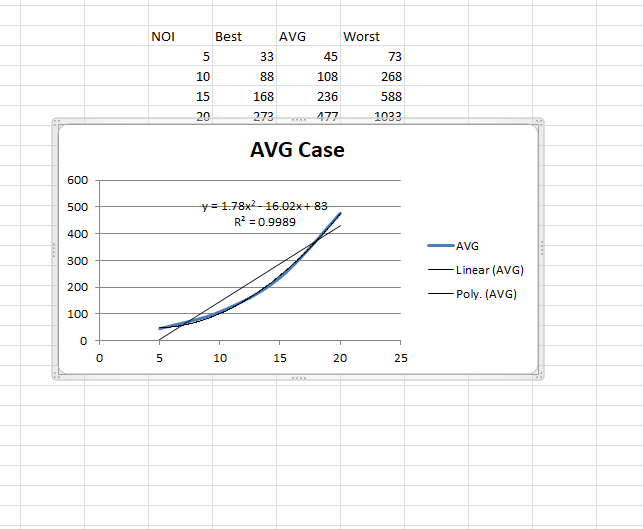 NOI Best AVG Worst
5 33 45 73
10 88 108 268
15 168 236 588
20 273 477 1033
AVG Case
600
500
400
300
200
100
0
y = 1.78x² - 16.02x + 83
R² = 0.9989
0 5 10 15 20 25
AVG
Linear (AVG)
Poly. (AVG)